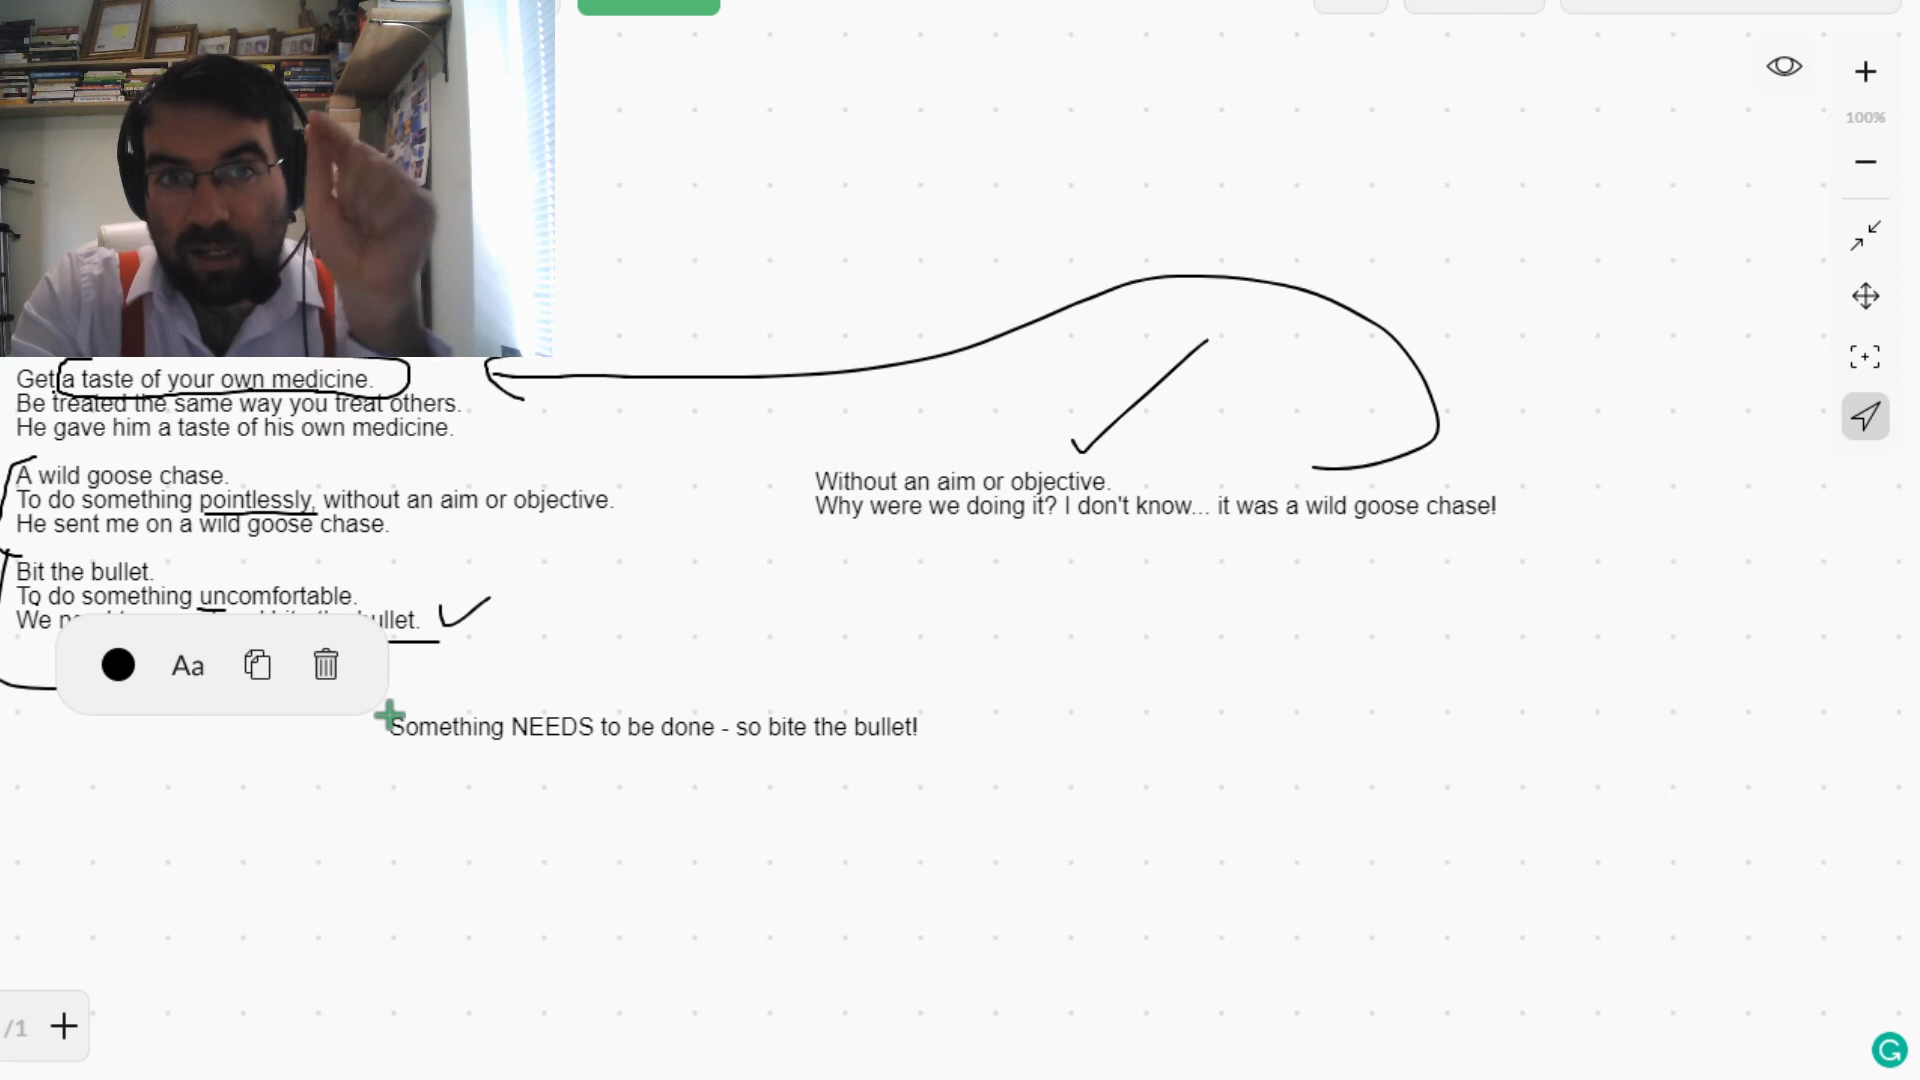 100%
Get a taste of your own medicine.
Be treated the same way you treat others.
He gave him a taste of his own medicine.
A wild goose chase.
To do something pointlessly, without an aim or objective.
He sent me on a wild goose chase.
Without an aim or objective.
Why were we doing it? I don't know... it was a wild goose chase!
Bit the bullet.
To do something uncomfortable.
We bullet.
Aa
Something NEEDS to be done - so bite the bullet!
/1